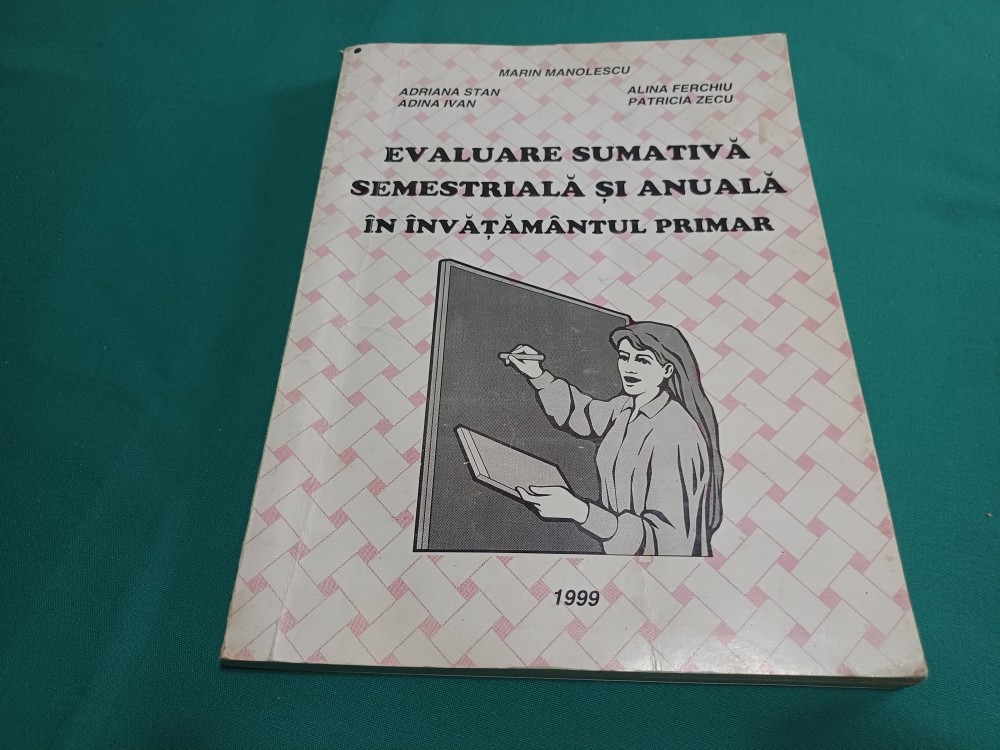 MARIN MANOLESCU
ADRIANA STAN ALINA FERCHIU
ADINA IVAN PATRICIA ZECU
EVALUARE SUMATIVĂ
SEMESTRIALĂ ȘI ANUALĂ
ÎN ÎNVĂȚĂMÂNTUL PRIMAR
1999